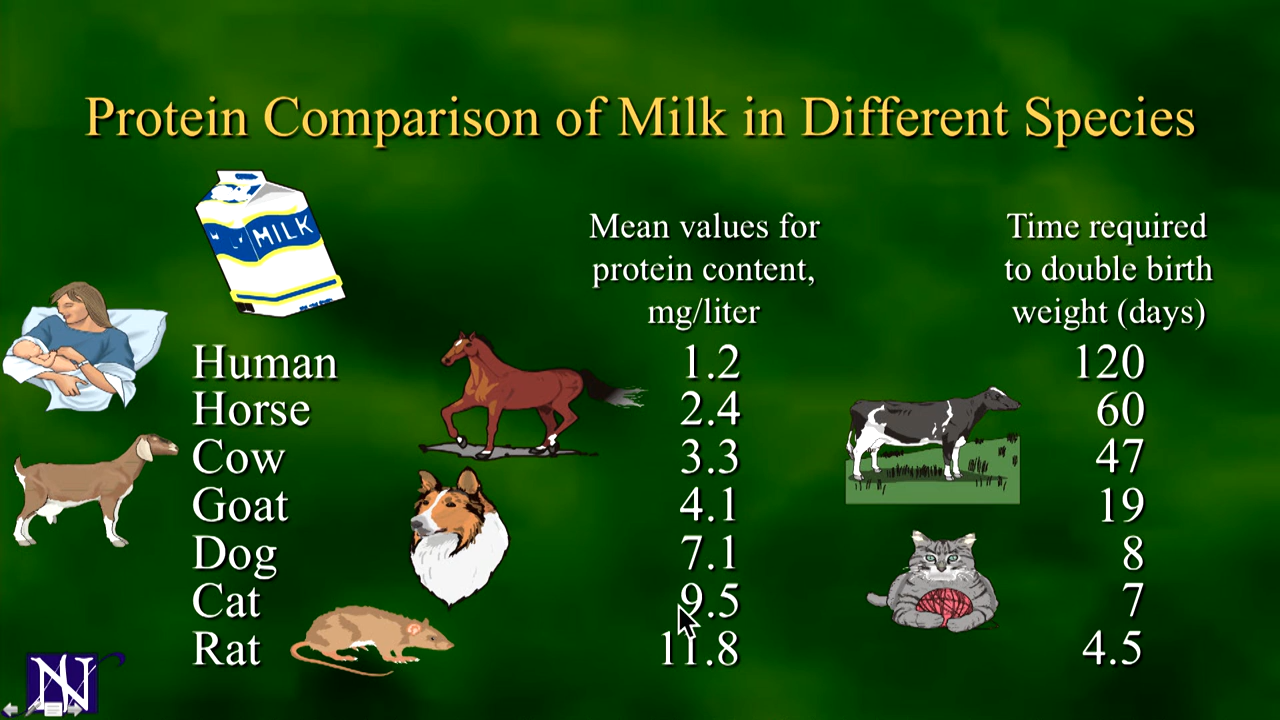 Protein Comparison of Milk in Different Species
MILK
Mean values for protein content, mg/liter
Time required to double birth weight (days)
Human 1.2 120
Horse 2.4 60
Cow 3.3 47
Goat 4.1 19
Dog 7.1 8
Cat 9.5 7
Rat 11.8 4.5